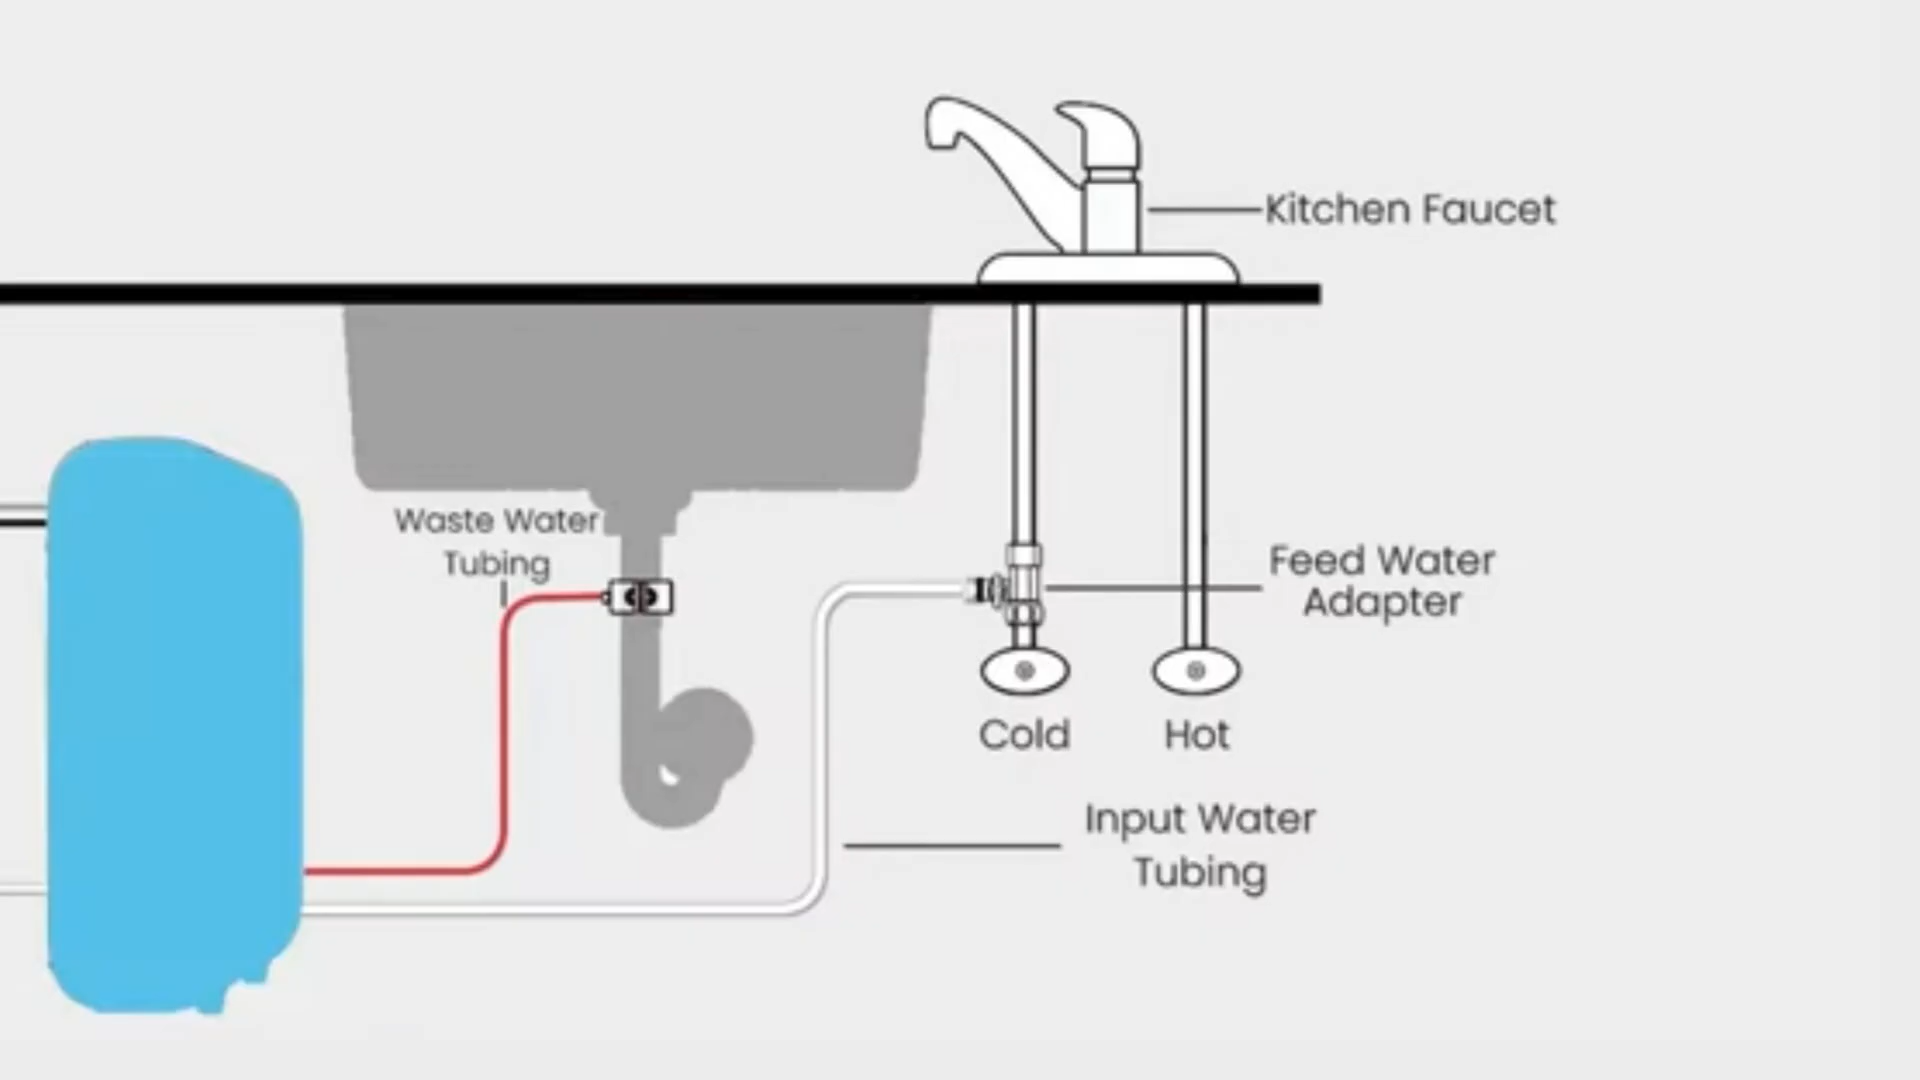 Kitchen Faucet
Waste Water
Tubing
Feed Water
Adapter
Cold
Hot
Input Water
Tubing